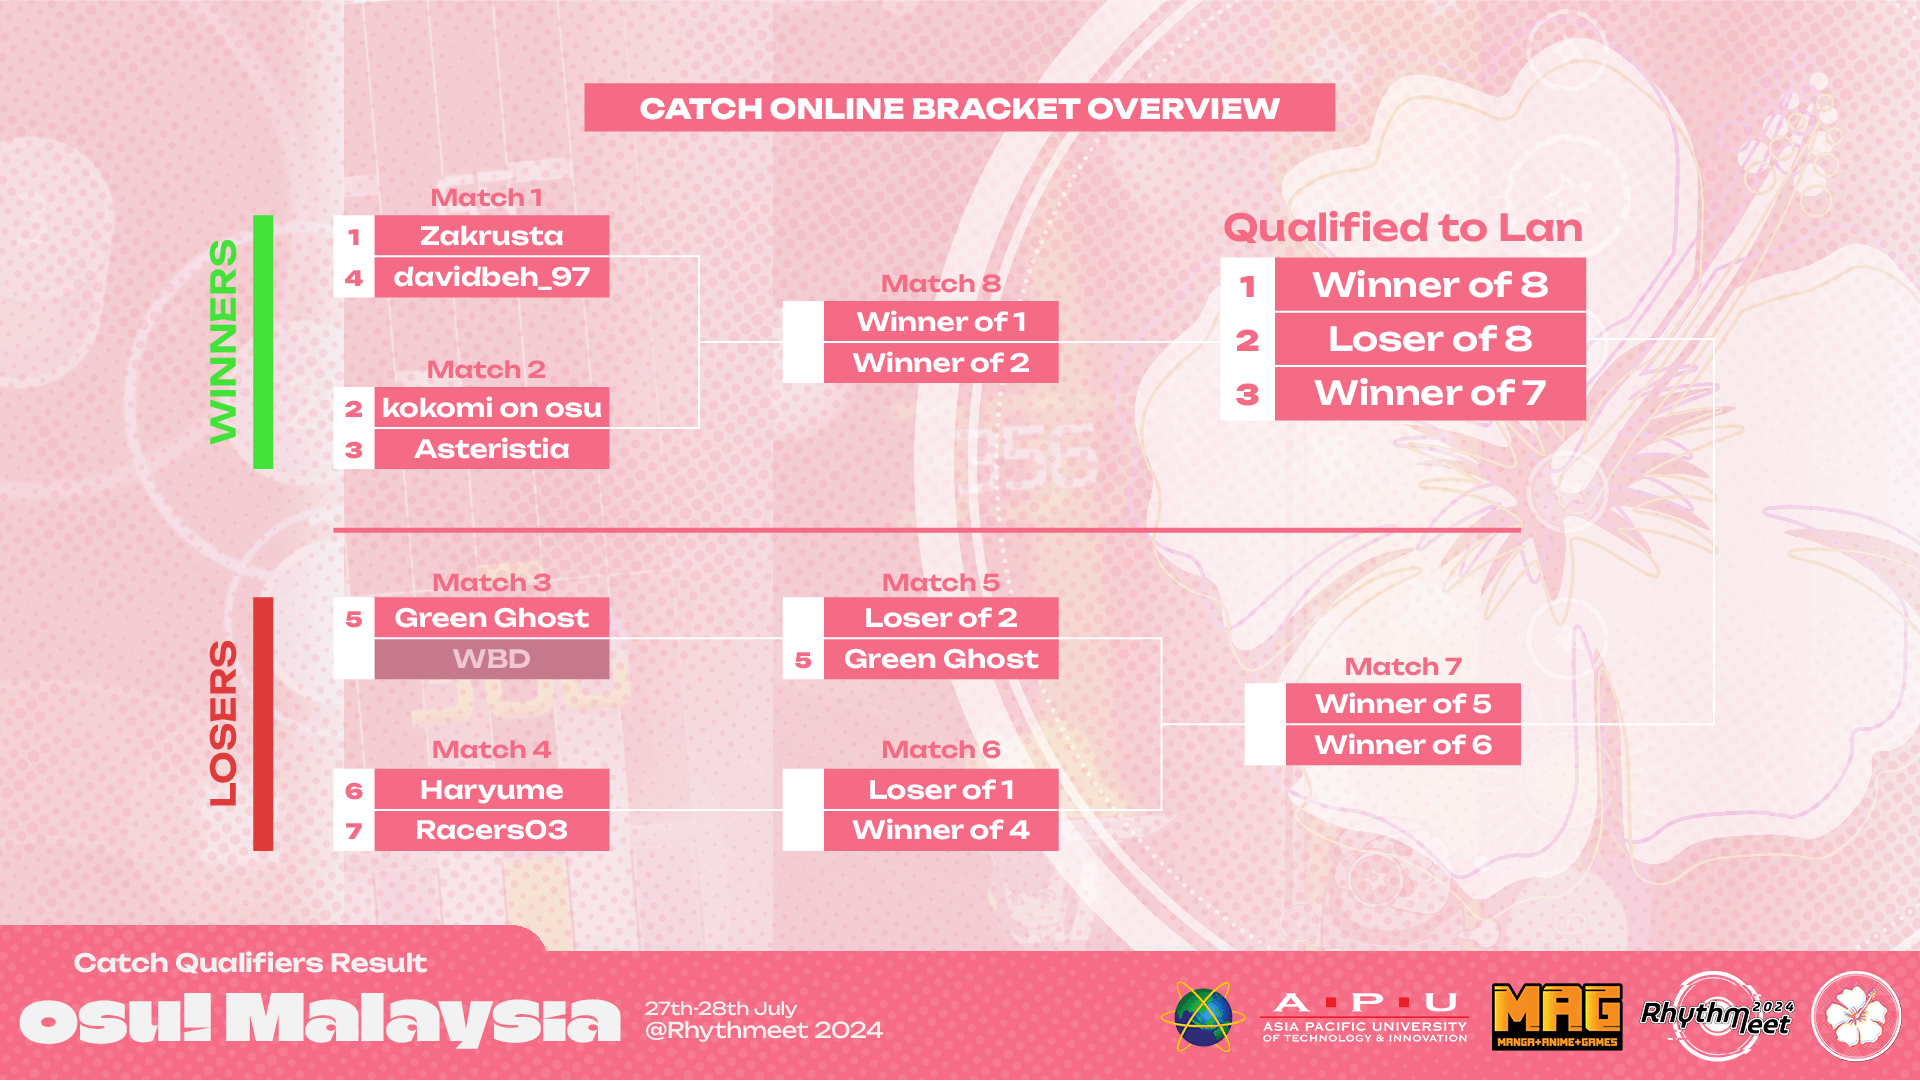 CATCH ONLINE BRACKET OVERVIEW
WINNERS
Match 1
1 Zakrusta
4 davidbeh_97
Match 2
2 kokomi on osu
3 Asteristia
Match 8
Winner of 1
Winner of 2
Qualified to Lan
1 Winner of 8
2 Loser of 8
3 Winner of 7
356
LOSERS
Match 3
5 Green Ghost
WBD
Match 4
6 Haryume
7 Racers03
Match 5
Loser of 2
5 Green Ghost
Match 6
Loser of 1
Winner of 4
Match 7
Winner of 5
Winner of 6
Catch Qualifiers Result
osu! Malaysia
27th-28th July
@Rhythmeet 2024
A·P·U
ASIA PACIFIC UNIVERSITY
OF TECHNOLOGY & INNOVATION
MAG
MANGA+ANIME+GAMES
Rhythmeet 2024